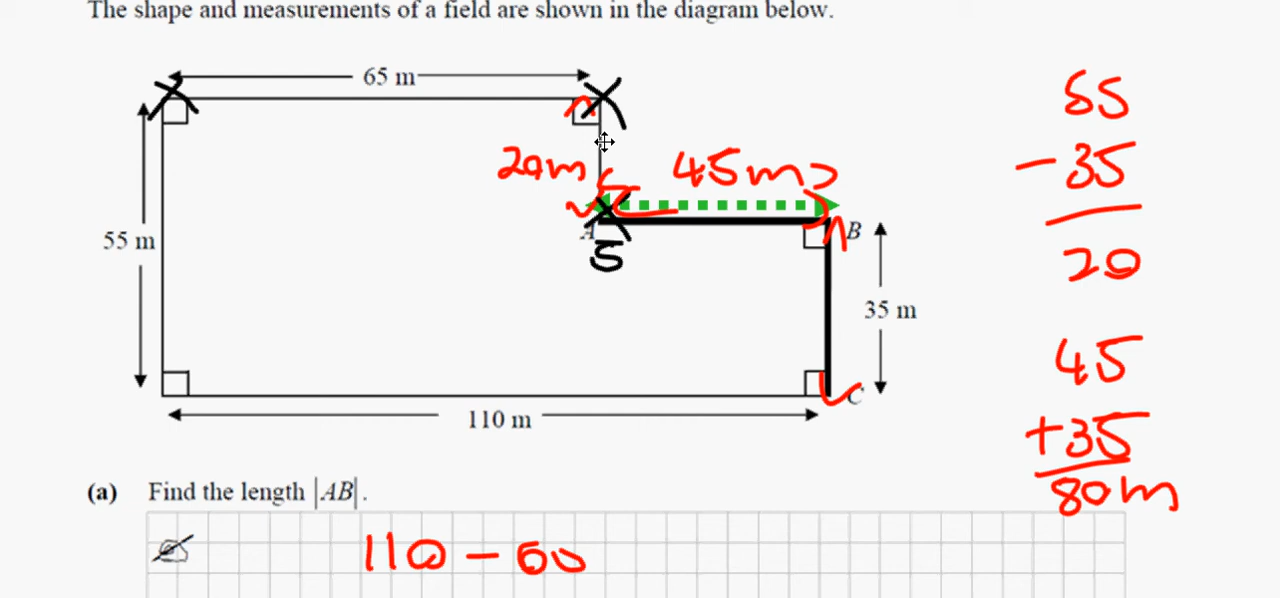 The shape and measurements of a field are shown in the diagram below.
65 m
55
- 35
20
20m
45m
A
5
B
55 m
35 m
45
+35
80m
C
110 m
(a) Find the length |AB|.
110 - 60